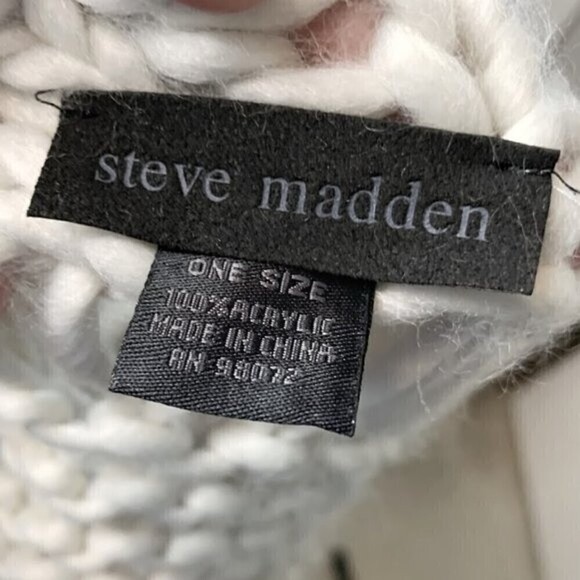 steve madden
ONE SIZE
100% ACRYLIC
MADE IN CHINA
RN 98072